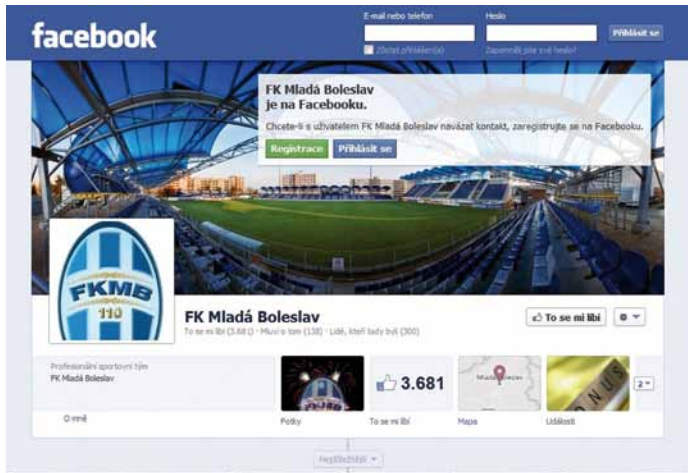 facebook
E-mail nebo telefon
Heslo
Přihlásit se
Zůstat přihlášen(a)
Zapomněli jste své heslo?
FK Mladá Boleslav
je na Facebooku.
Chcete-li s uživatelem FK Mladá Boleslav navázat kontakt, zaregistrujte se na Facebooku.
Registrace
Přihlásit se
FKMB
110
FK Mladá Boleslav
To se mi líbí (3.681) · Mluví o tom (138) · Lidé, kteří tady byli (300)
To se mi líbí
Profesionální sportovní tým
FK Mladá Boleslav
3.681
Mladá Boleslav
2
O mně
Fotky
To se mi líbí
Mapa
Události
Nejdůležitější